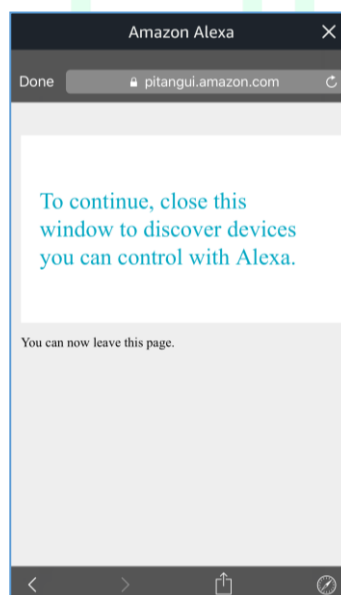 Amazon Alexa
Done pitangui.amazon.com
To continue, close this
window to discover devices
you can control with Alexa.
You can now leave this page.